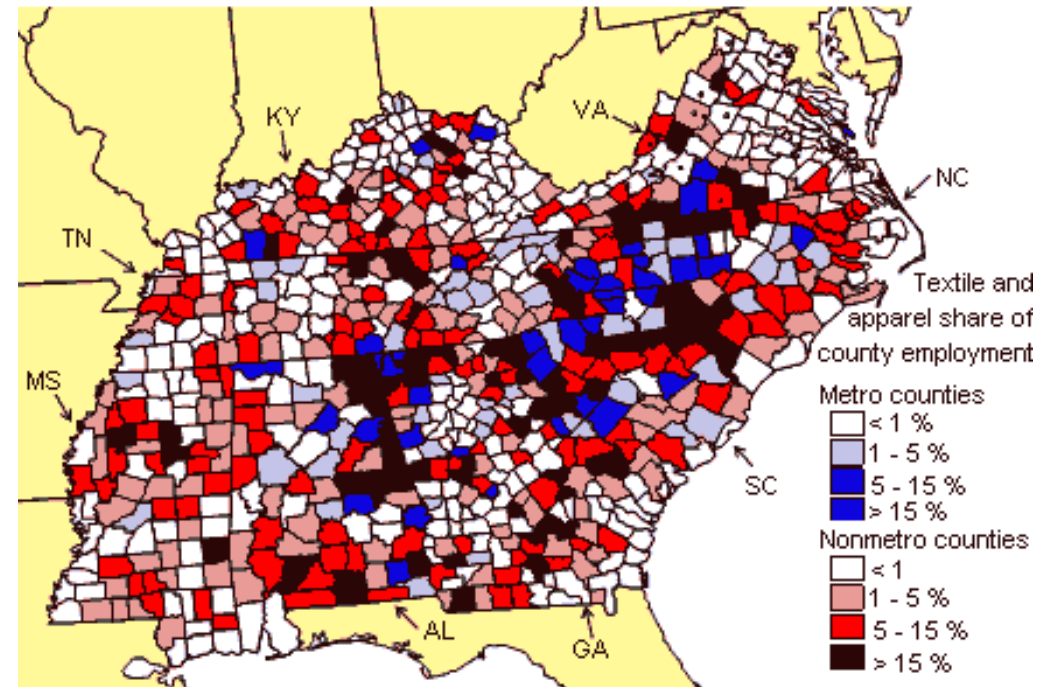 KY
VA
NC
TN
Textile and
apparel share of
county employment
MS
Metro counties
< 1 %
1 - 5 %
5 - 15 %
> 15 %
SC
Nonmetro counties
< 1
1 - 5 %
5 - 15 %
> 15 %
AL
GA